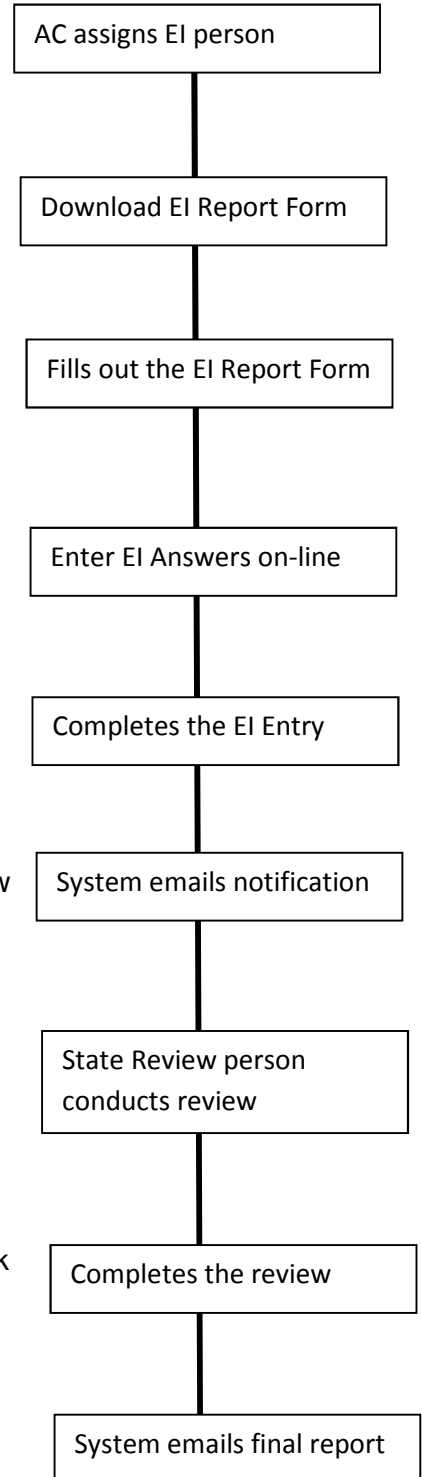 AC assigns EI person
Download EI Report Form
Fills out the EI Report Form
Enter EI Answers on-line
Completes the EI Entry
System emails notification
State Review person
conducts review
Completes the review
System emails final report